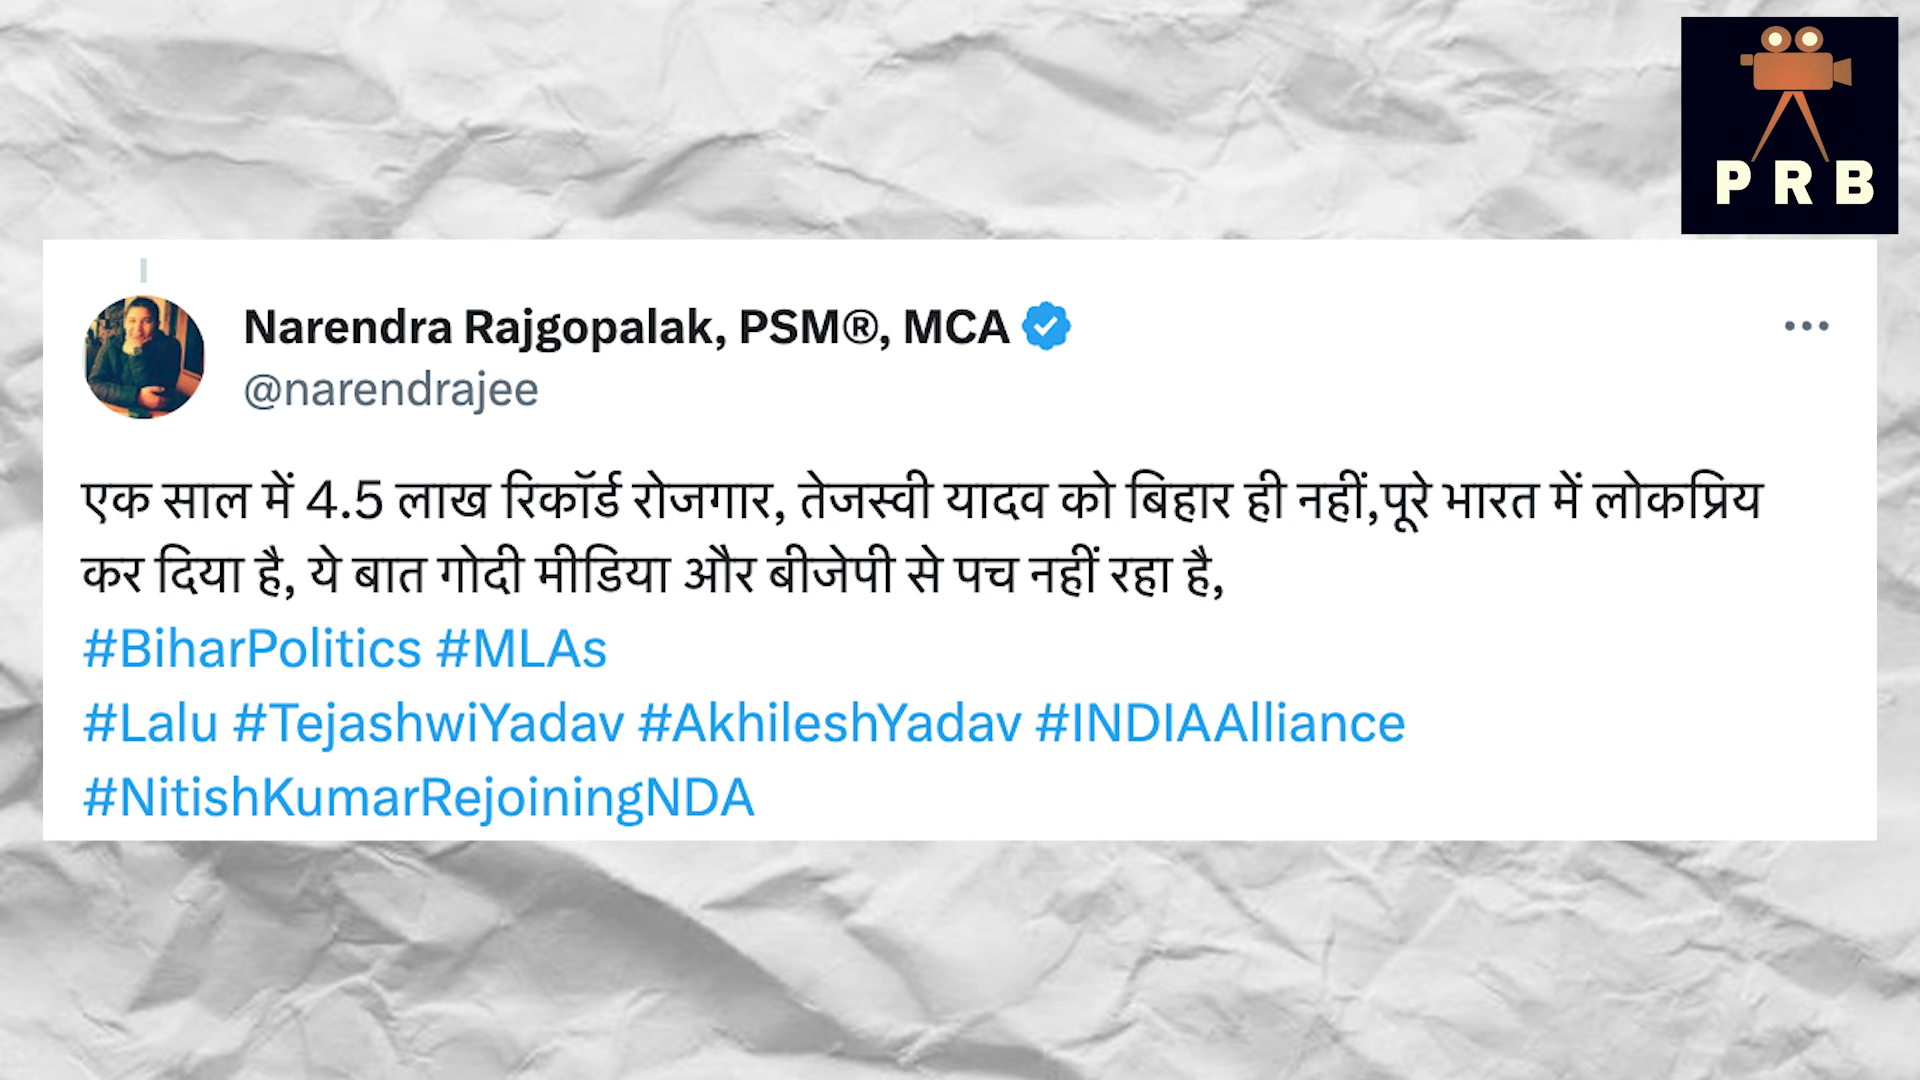 PRB
Narendra Rajgopalak, PSM®, MCA
@narendrajee
एक साल में 4.5 लाख रिकॉर्ड रोजगार, तेजस्वी यादव को बिहार ही नहीं,पूरे भारत में लोकप्रिय
कर दिया है, ये बात गोदी मीडिया और बीजेपी से पच नहीं रहा है,
#BiharPolitics #MLAs
#Lalu #TejashwiYadav #AkhileshYadav #INDIAAlliance
#NitishKumarRejoiningNDA